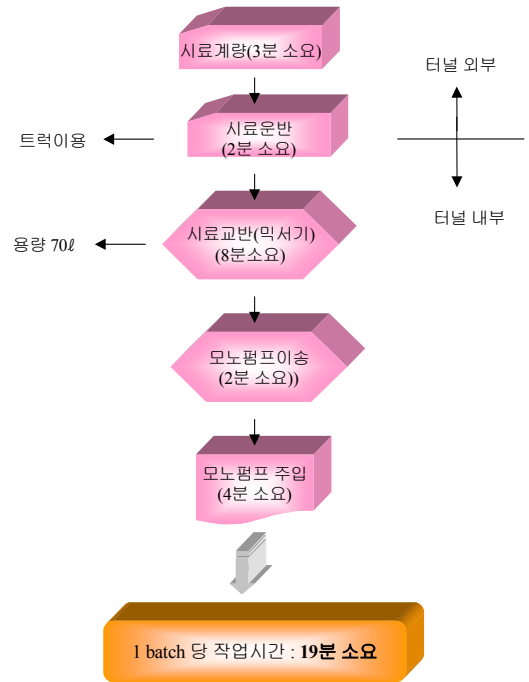 시료계량(3분 소요)
터널 외부
트럭이용
시료운반
(2분 소요)
터널 내부
용량 70ℓ
시료교반(믹서기)
(8분소요)
모노펌프이송
(2분 소요))
모노펌프 주입
(4분 소요)
1 batch 당 작업시간 : 19분 소요